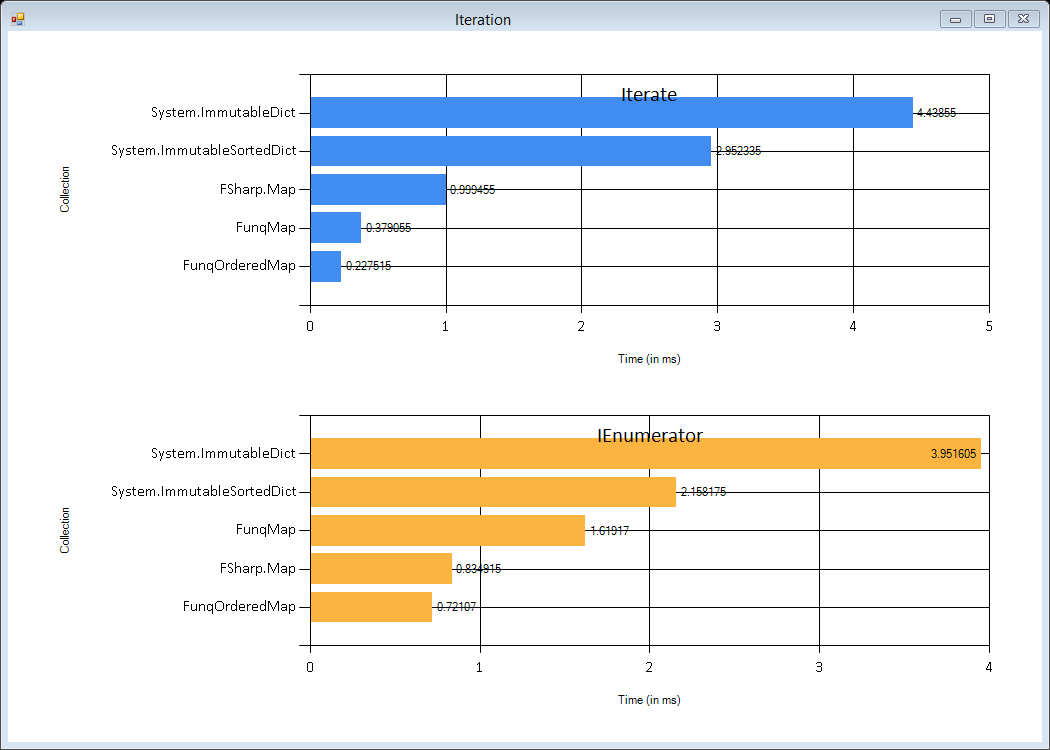 Iteration
Iterate
Collection
System.ImmutableDict 4.43855
System.ImmutableSortedDict 2.952335
FSharp.Map 0.999455
FunqMap 0.379055
FunqOrderedMap 0.227515
0 1 2 3 4 5
Time (in ms)
IEnumerator
Collection
System.ImmutableDict 3.951605
System.ImmutableSortedDict 2.158175
FunqMap 1.61917
FSharp.Map 0.834915
FunqOrderedMap 0.72107
0 1 2 3 4
Time (in ms)